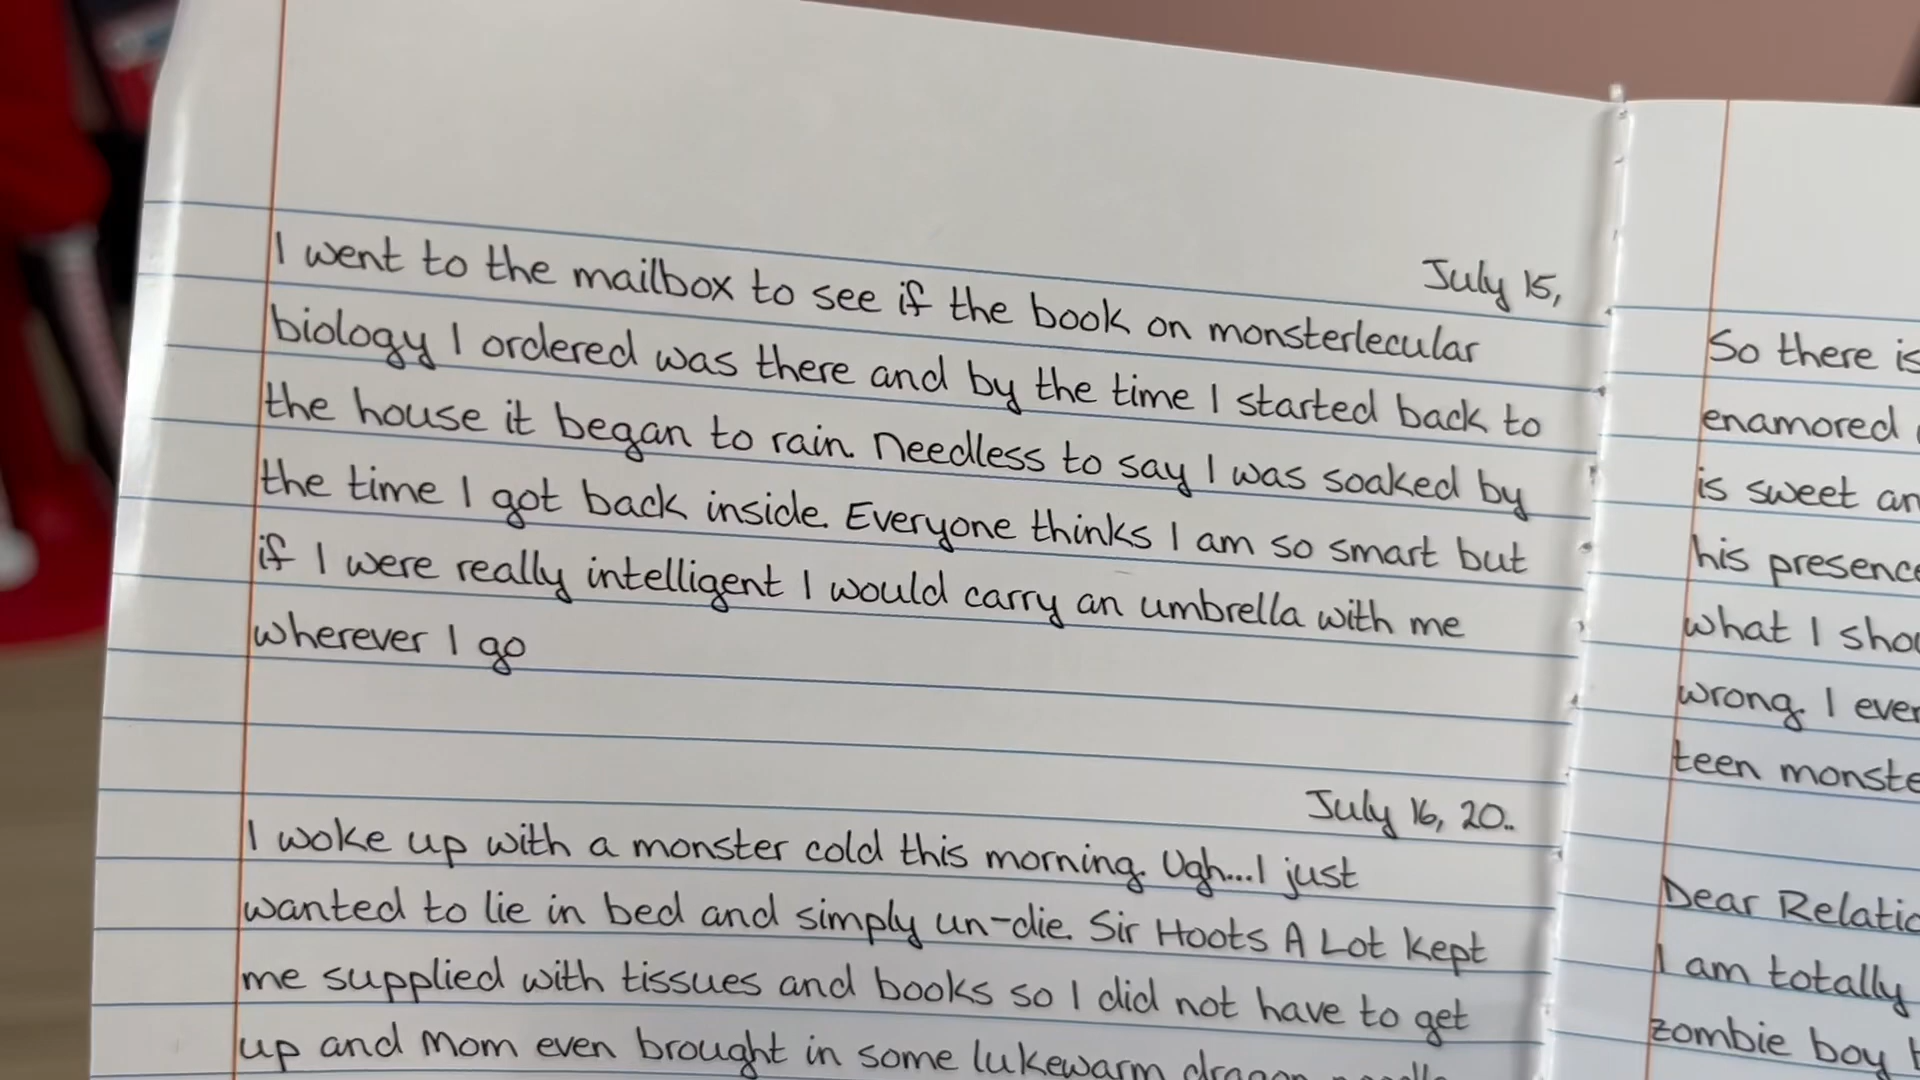 July 15,
I went to the mailbox to see if the book on monsterlecular
biology I ordered was there and by the time I started back to
the house it began to rain. Needless to say I was soaked by
the time I got back inside. Everyone thinks I am so smart but
if I were really intelligent I would carry an umbrella with me
wherever I go
July 16, 20..
I woke up with a monster cold this morning. Ugh....I just
wanted to lie in bed and simply un-die. Sir Hoots A Lot kept
me supplied with tissues and books so I did not have to get
up and Mom even brought in some lukewarm dragon
So there is
enamored
is sweet an
his presence
what I shou
wrong. I ever
teen monste
Dear Relatio
I am totally
zombie boy